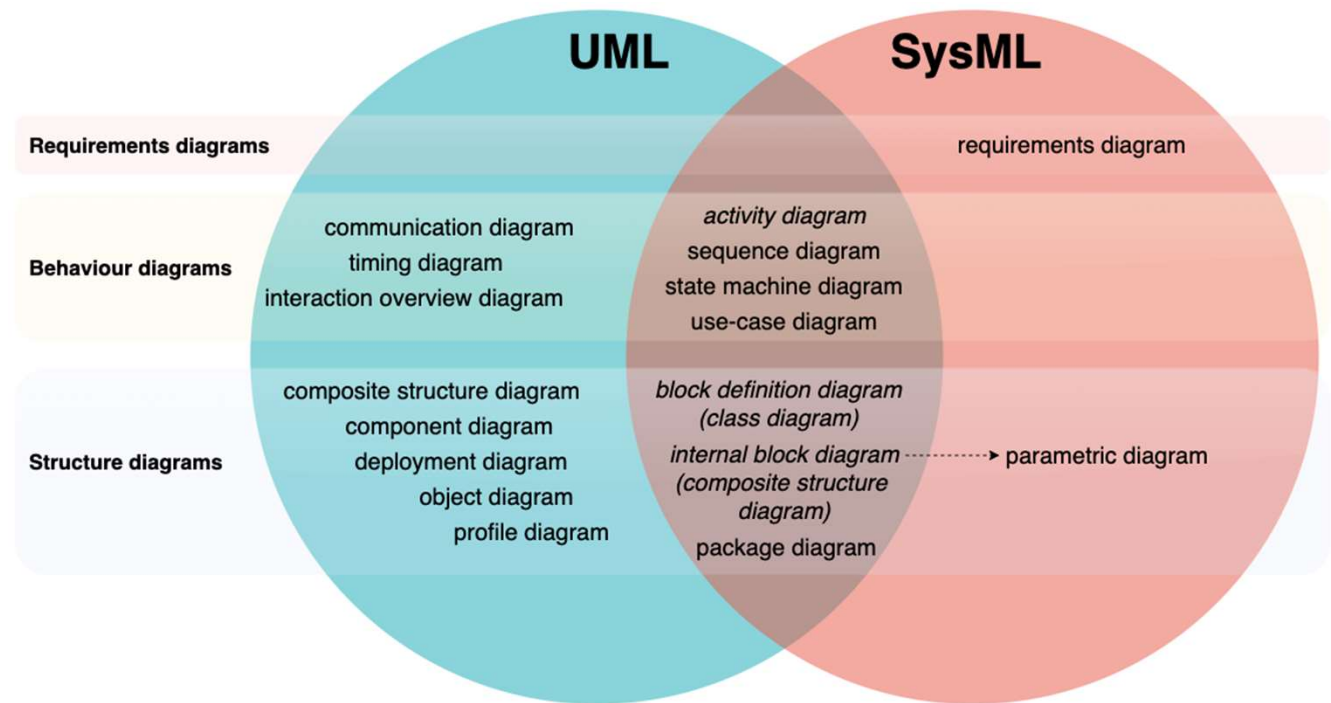 UML
SysML
Requirements diagrams
requirements diagram
Behaviour diagrams
communication diagram
timing diagram
interaction overview diagram
activity diagram
sequence diagram
state machine diagram
use-case diagram
Structure diagrams
composite structure diagram
component diagram
deployment diagram
object diagram
profile diagram
block definition diagram
(class diagram)
internal block diagram
(composite structure
diagram)
package diagram
parametric diagram